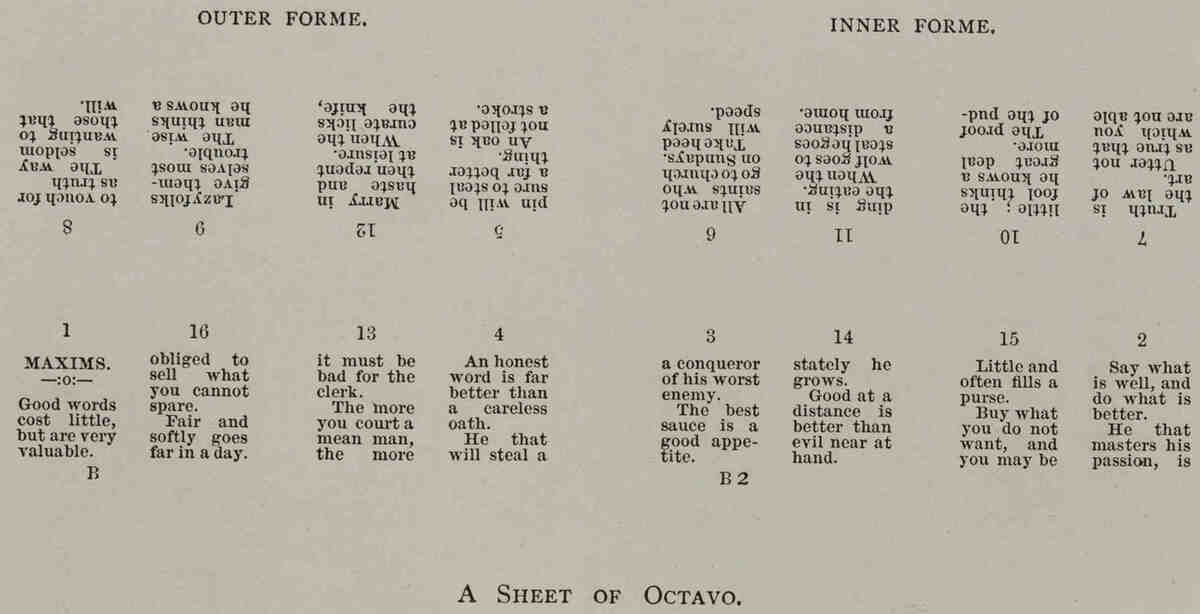 OUTER FORME.
8
to vouch for
as truth
The way
is seldom
wanting to
those that
will.
9
Lazy folks
give them-
selves most
trouble.
The wise
man thinks
he knows a
12
Marry in
haste and
then repent
at leisure.
When the
curate licks
the knife,
5
pin will be
sure to steal
a far better
thing.
An oak is
not felled at
a stroke.
1
MAXIMS.
—:o:—
Good words
cost little,
but are very
valuable.
B
16
obliged to
sell what
you cannot
spare.
Fair and
softly goes
far in a day.
13
it must be
bad for the
clerk.
The more
you court a
mean man,
the more
4
An honest
word is far
better than
a careless
oath.
He that
will steal a
INNER FORME.
6
All are not
saints who
go to church
on Sundays.
Take heed
will surely
speed.
11
ding is in
the eating.
When the
wolf goes to
steal he goes
a distance
from home.
10
little; the
fool thinks
he knows a
great deal
more.
The proof
of the pud-
7
Truth is
the law of
art.
Utter not
as true that
which you
are not able
3
a conqueror
of his worst
enemy.
The best
sauce is a
good appe-
tite.
B 2
14
stately he
grows.
Good at a
distance is
better than
evil near at
hand.
15
Little and
often fills a
purse.
Buy what
you do not
want, and
you may be
2
Say what
is well, and
do what is
better.
He that
masters his
passion, is
A SHEET OF OCTAVO.